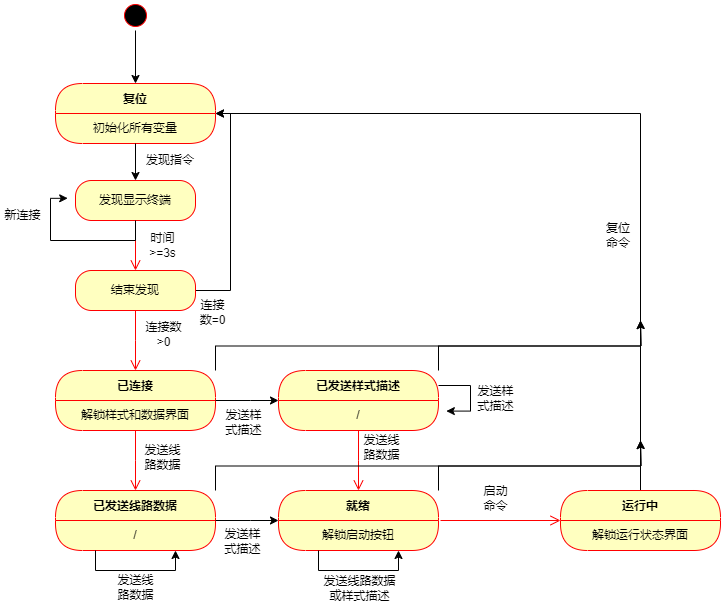 复位
初始化所有变量
发现指令
发现显示终端
新连接
时间
>=3s
复位
命令
结束发现
连接
数=0
连接数
>0
已连接
解锁样式和数据界面
发送样
式描述
已发送样式描述
/
发送样
式描述
发送线
路数据
发送线
路数据
已发送线路数据
/
发送样
式描述
就绪
解锁启动按钮
启动
命令
运行中
解锁运行状态界面
发送线
路数据
发送线路数据
或样式描述